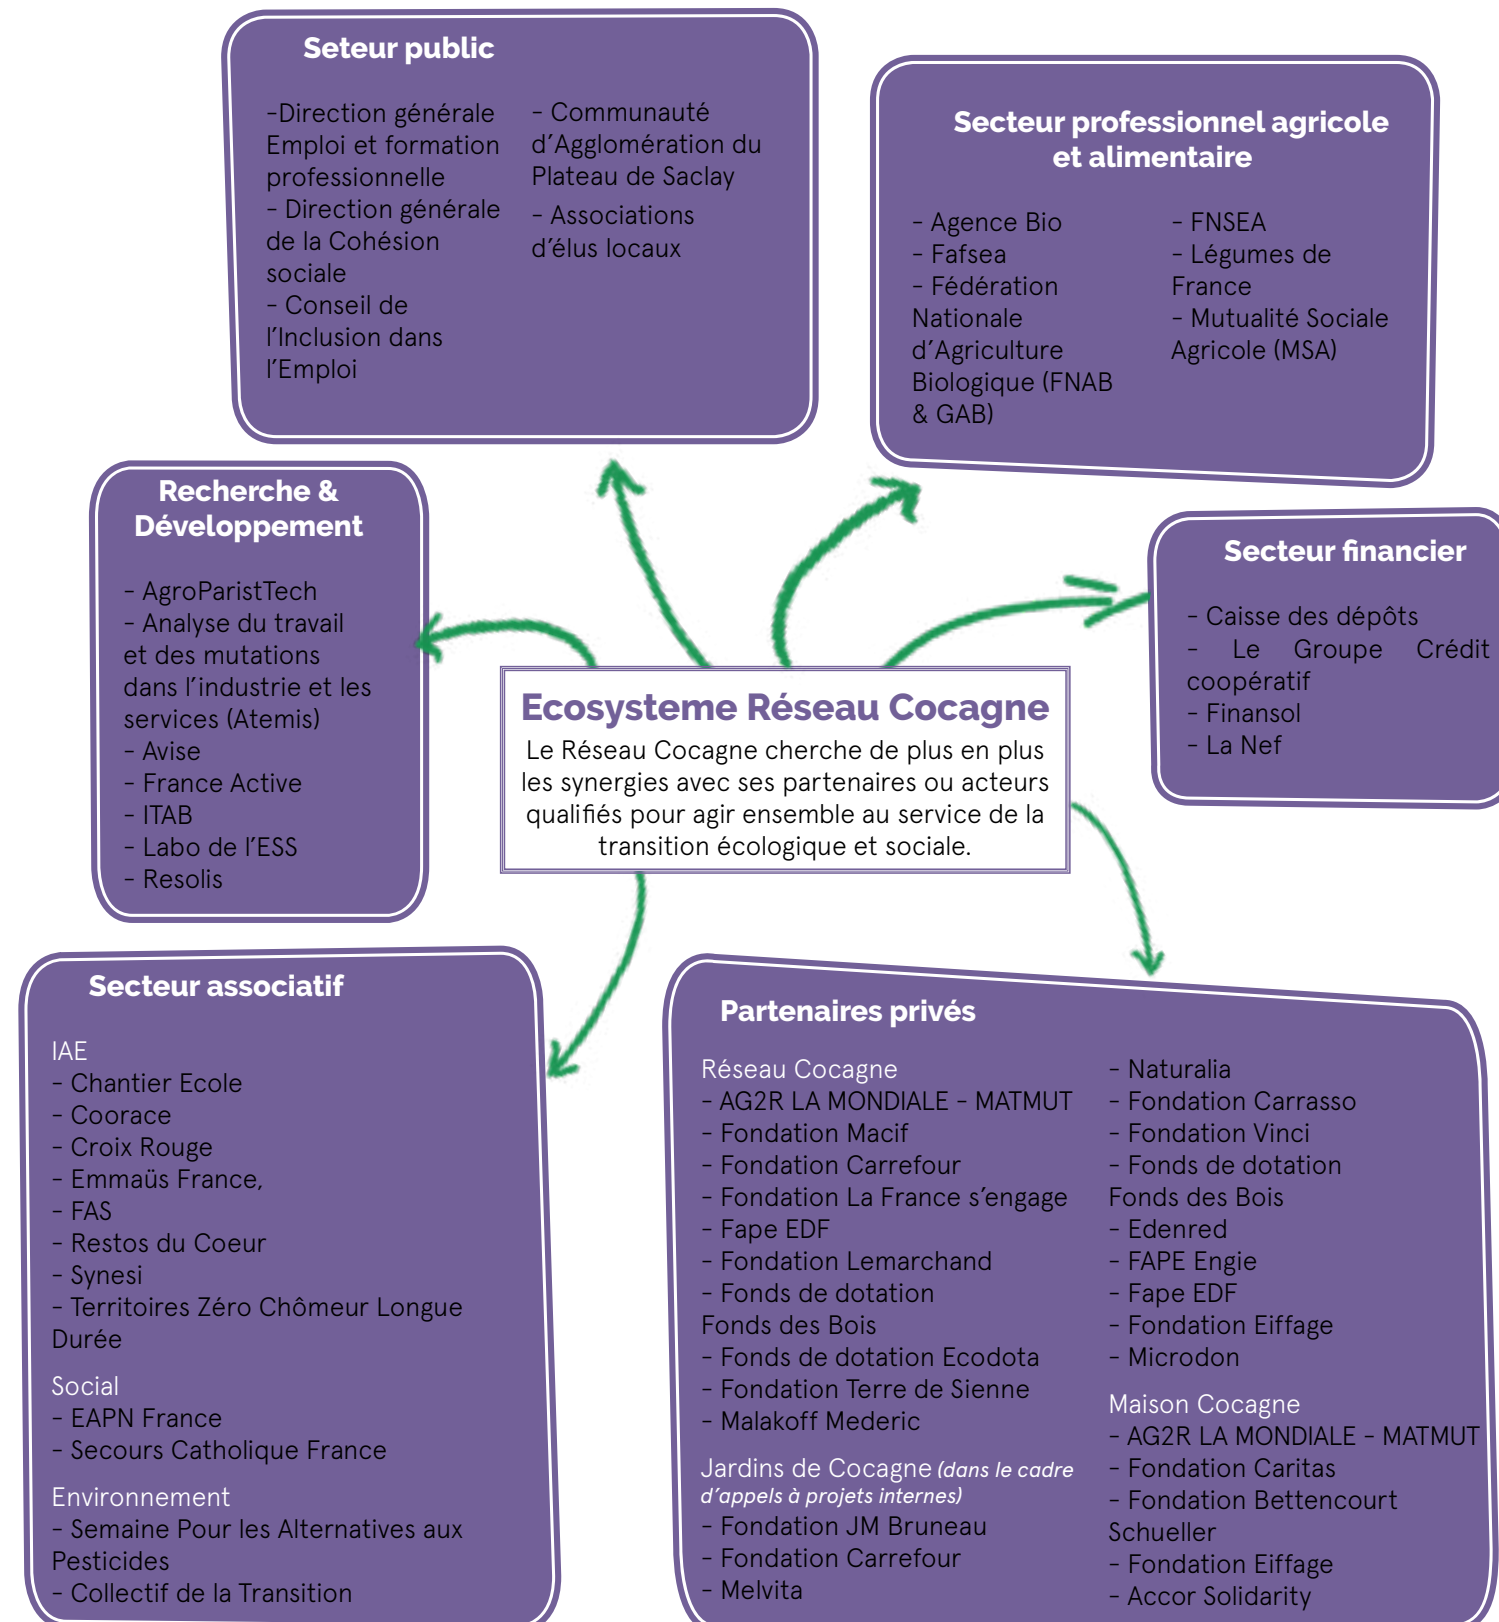 Seteur public
-Direction générale
Emploi et formation
professionnelle
- Direction générale
de la Cohésion
sociale
- Conseil de
l'Inclusion dans
l'Emploi
- Communauté
d'Agglomération du
Plateau de Saclay
- Associations
d'élus locaux
Secteur professionnel agricole
et alimentaire
- Agence Bio
- Fafsea
- Fédération
Nationale
d'Agriculture
Biologique (FNAB
& GAB)
- FNSEA
- Légumes de
France
- Mutualité Sociale
Agricole (MSA)
Recherche &
Développement
- AgroParistTech
- Analyse du travail
et des mutations
dans l'industrie et les
services (Atemis)
- Avise
- France Active
- ITAB
- Labo de l'ESS
- Resolis
Secteur financier
- Caisse des dépôts
- Le Groupe Crédit
coopératif
- Finansol
- La Nef
Ecosysteme Réseau Cocagne
Le Réseau Cocagne cherche de plus en plus
les synergies avec ses partenaires ou acteurs
qualifiés pour agir ensemble au service de la
transition écologique et sociale.
Secteur associatif
IAE
- Chantier Ecole
- Coorace
- Croix Rouge
- Emmaüs France,
- FAS
- Restos du Coeur
- Synesi
- Territoires Zéro Chômeur Longue
Durée
Social
- EAPN France
- Secours Catholique France
Environnement
- Semaine Pour les Alternatives aux
Pesticides
- Collectif de la Transition
Partenaires privés
Réseau Cocagne
- AG2R LA MONDIALE - MATMUT
- Fondation Macif
- Fondation Carrefour
- Fondation La France s'engage
- Fape EDF
- Fondation Lemarchand
- Fonds de dotation
Fonds des Bois
- Fonds de dotation Ecodota
- Fondation Terre de Sienne
- Malakoff Mederic
Jardins de Cocagne (dans le cadre
d'appels à projets internes)
- Fondation JM Bruneau
- Fondation Carrefour
- Melvita
- Naturalia
- Fondation Carrasso
- Fondation Vinci
- Fonds de dotation
Fonds des Bois
- Edenred
- FAPE Engie
- Fape EDF
- Fondation Eiffage
- Microdon
Maison Cocagne
- AG2R LA MONDIALE - MATMUT
- Fondation Caritas
- Fondation Bettencourt
Schueller
- Fondation Eiffage
- Accor Solidarity